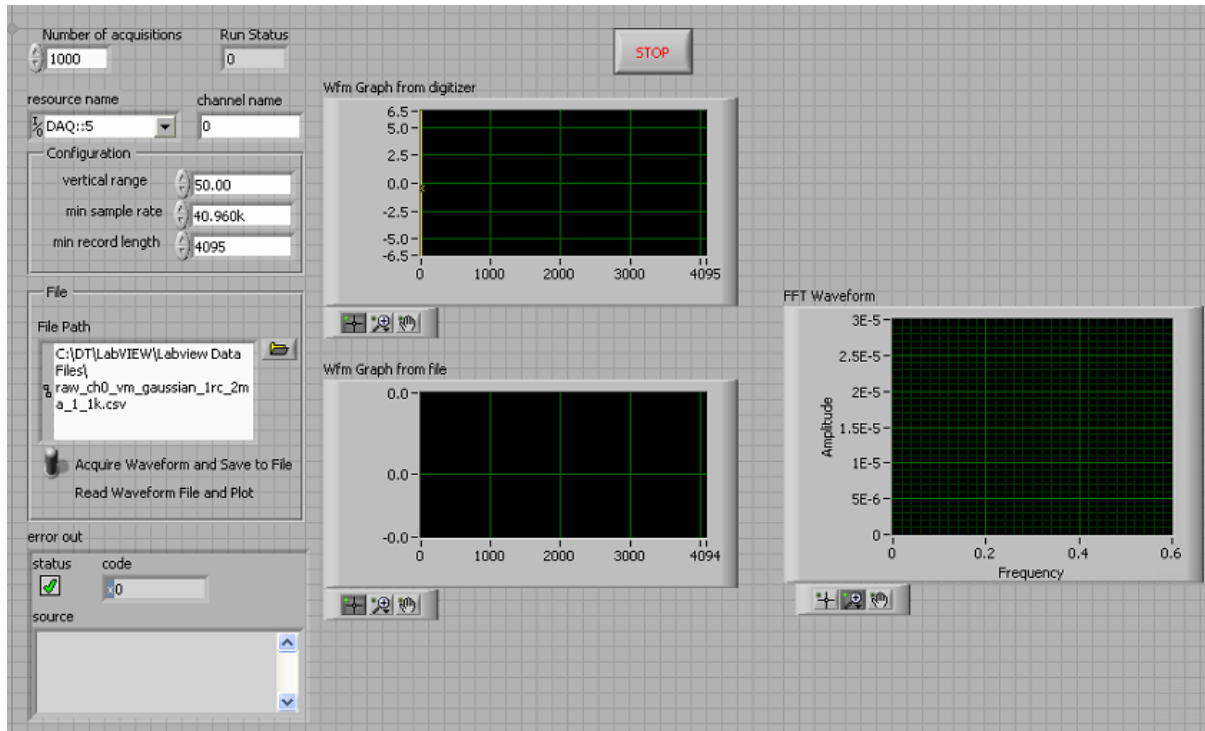 Number of acquisitions
Run Status
1000
0
STOP
resource name
channel name
DAQ::5
0
Configuration
vertical range
50.00
min sample rate
40.960k
min record length
4095
File
File Path
C:\DT\LabVIEW\Labview Data
Files\
raw_ch0_vm_gaussian_1rc_2m
a_1_1k.csv
Acquire Waveform and Save to File
Read Waveform File and Plot
error out
status
code
x0
source
Wfm Graph from digitizer
6.5
5.0
2.5
0.0
-2.5
-5.0
-6.5
0 1000 2000 3000 4095
Wfm Graph from file
0.0
0.0
-0.0
0 1000 2000 3000 4094
FFT Waveform
Amplitude
3E-5
2.5E-5
2E-5
1.5E-5
1E-5
5E-6
0
0 0.2 0.4 0.6
Frequency